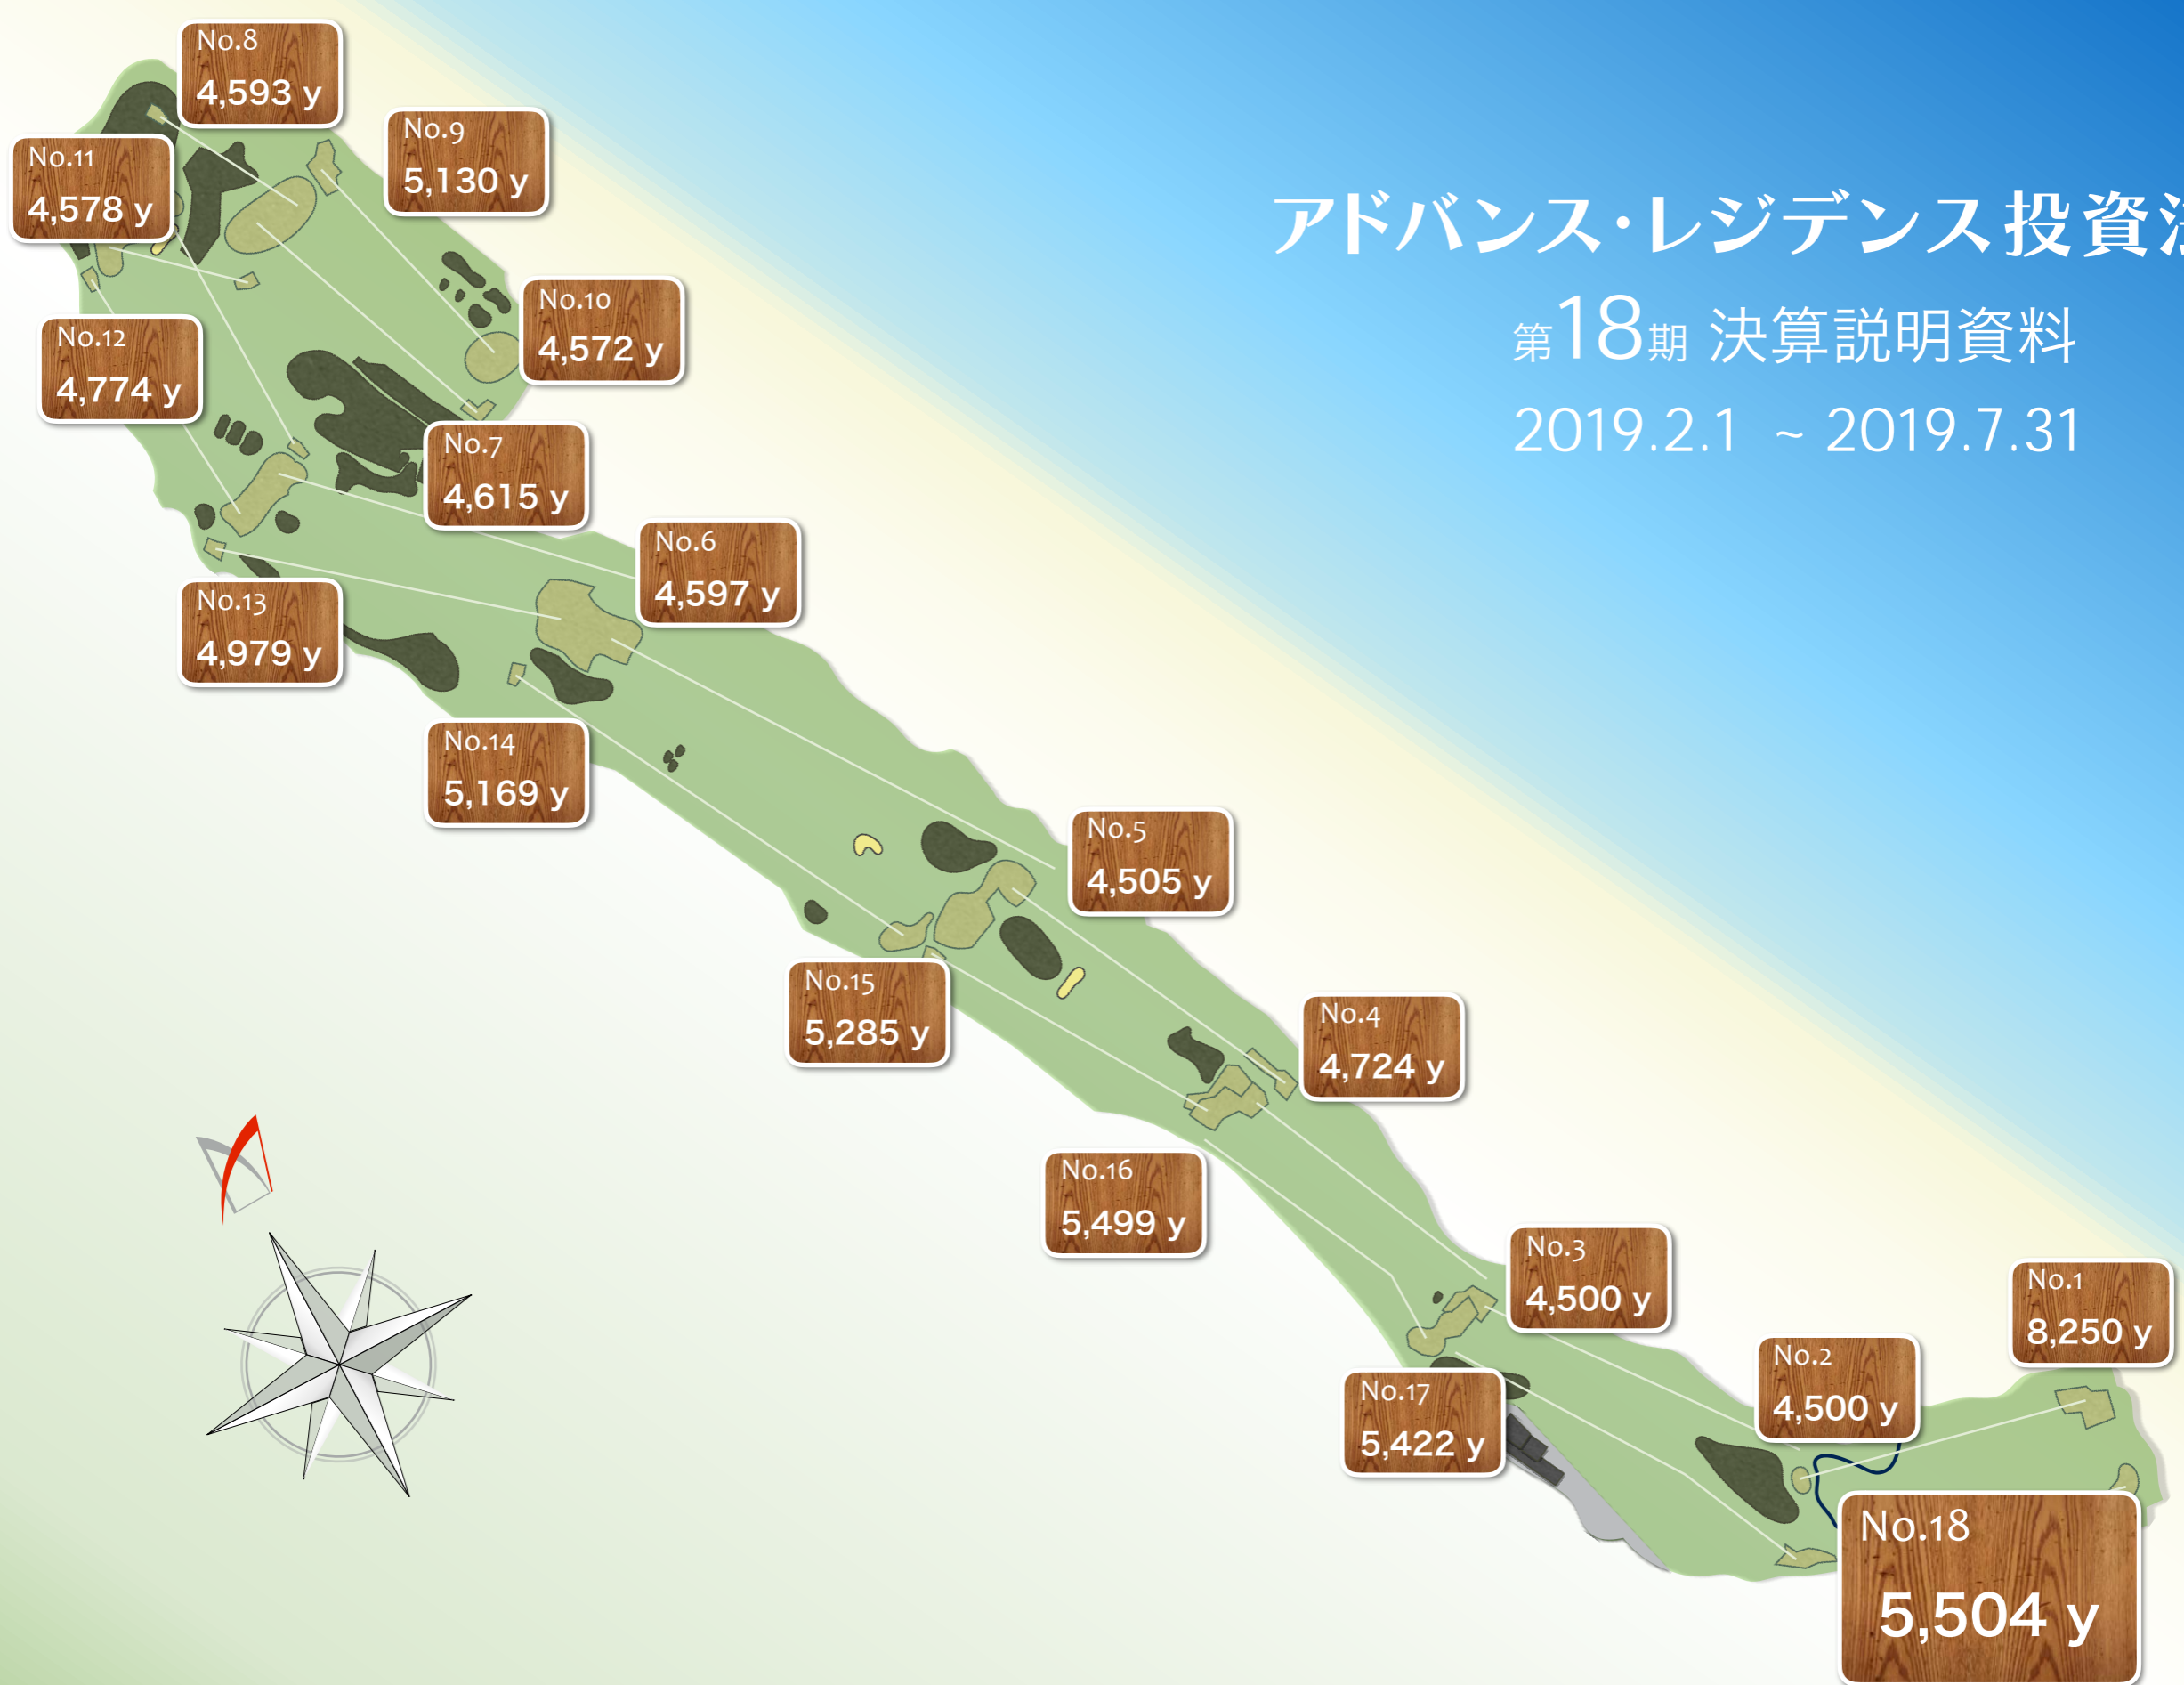 アドバンス・レジデンス投資
第18期 決算説明資料
2019.2.1 ~ 2019.7.31
No.8
4,593 y
No.9
5,130 y
No.11
4,578 y
No.10
4,572 y
No.12
4,774 y
No.7
4,615 y
No.6
4,597 y
No.13
4,979 y
No.14
5,169 y
No.5
4,505 y
No.15
5,285 y
No.4
4,724 y
No.16
5,499 y
No.3
4,500 y
No.1
8,250 y
No.2
4,500 y
No.17
5,422 y
No.18
5,504 y